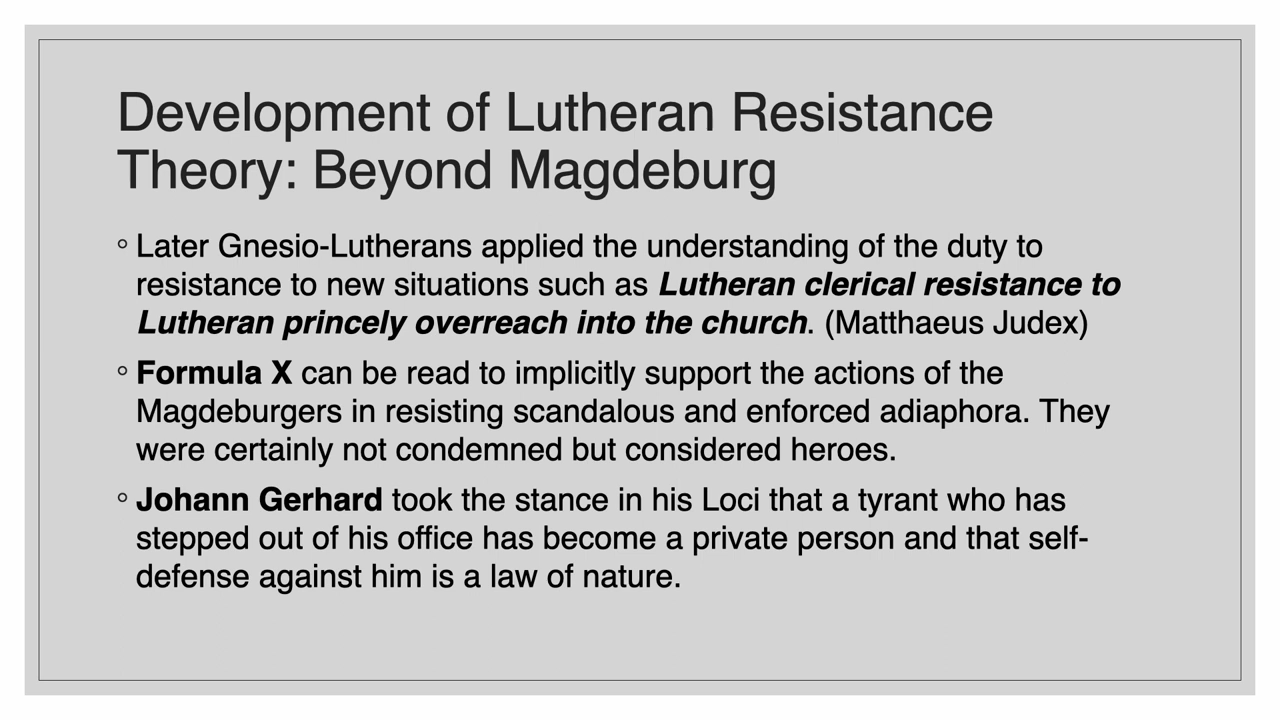 Development of Lutheran Resistance
Theory: Beyond Magdeburg
◦ Later Gnesio-Lutherans applied the understanding of the duty to
resistance to new situations such as Lutheran clerical resistance to
Lutheran princely overreach into the church. (Matthaeus Judex)
◦ Formula X can be read to implicitly support the actions of the
Magdeburgers in resisting scandalous and enforced adiaphora. They
were certainly not condemned but considered heroes.
◦ Johann Gerhard took the stance in his Loci that a tyrant who has
stepped out of his office has become a private person and that self-
defense against him is a law of nature.